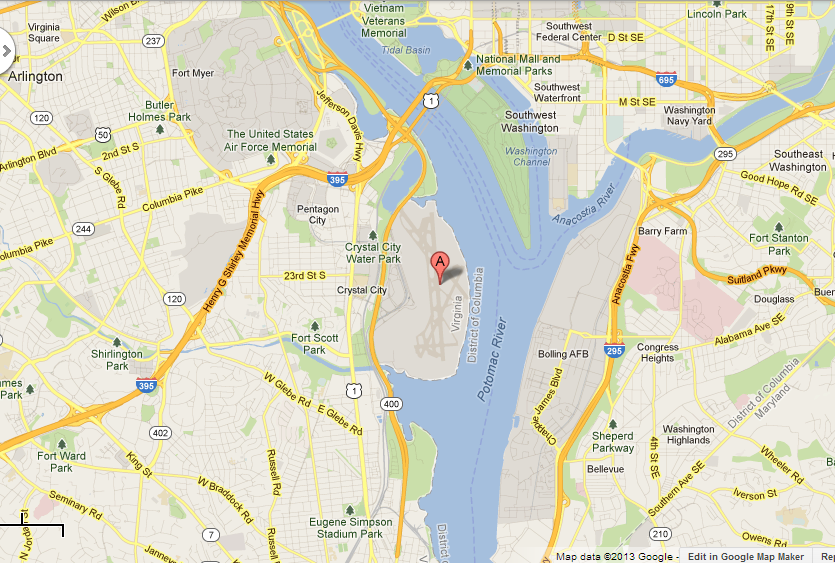 Wilson Blvd
Vietnam
Veterans
Memorial
Tidal Basin
Southwest
Federal Center
D St SE
Lincoln Park
17th St SE
19th St SE
Virginia
Square
237
Arlington
Fort Myer
National Mall and
Memorial Parks
695
Butler
Holmes Park
120
50
Jefferson Davis Hwy
1
Southwest
Waterfront
M St SE
Washington
Navy Yard
Southwest
Washington
The United States
Air Force Memorial
Arlington Blvd
2nd St S
Washington
Channel
295
Southeast
Washington
S Glebe Rd
Columbia Pike
395
Good Hope Rd SE
Anacostia River
Pentagon
City
244
Columbia Pike
Barry Farm
Fort Stanton
Park
Crystal City
Water Park
Henry G Shirley Memorial Hwy
A
23rd St S
Crystal City
Virginia
District of Columbia
Anacostia Fwy
Suitland Pkwy
120
Douglass
Alabama Ave SE
Potomac River
Fort Scott
Park
Shirlington
Park
Bolling AFB
295
Congress
Heights
395
1
400
W Glebe Rd
E Glebe Rd
Chappie James Blvd
District of Columbia
Maryland
402
Fort Ward
Park
King St
W Braddock Rd
Russell Rd
Sheperd
Parkway
Washington
Highlands
4th St SE
Bellevue
Wheeler Rd
Southern Ave SE
Iverson St
Seminary Rd
Eugene Simpson
Stadium Park
7
Russell Rd
N Jordan St
Janneys
District of
210
Owens Rd
Map data ©2013 Google -
Edit in Google Map Maker